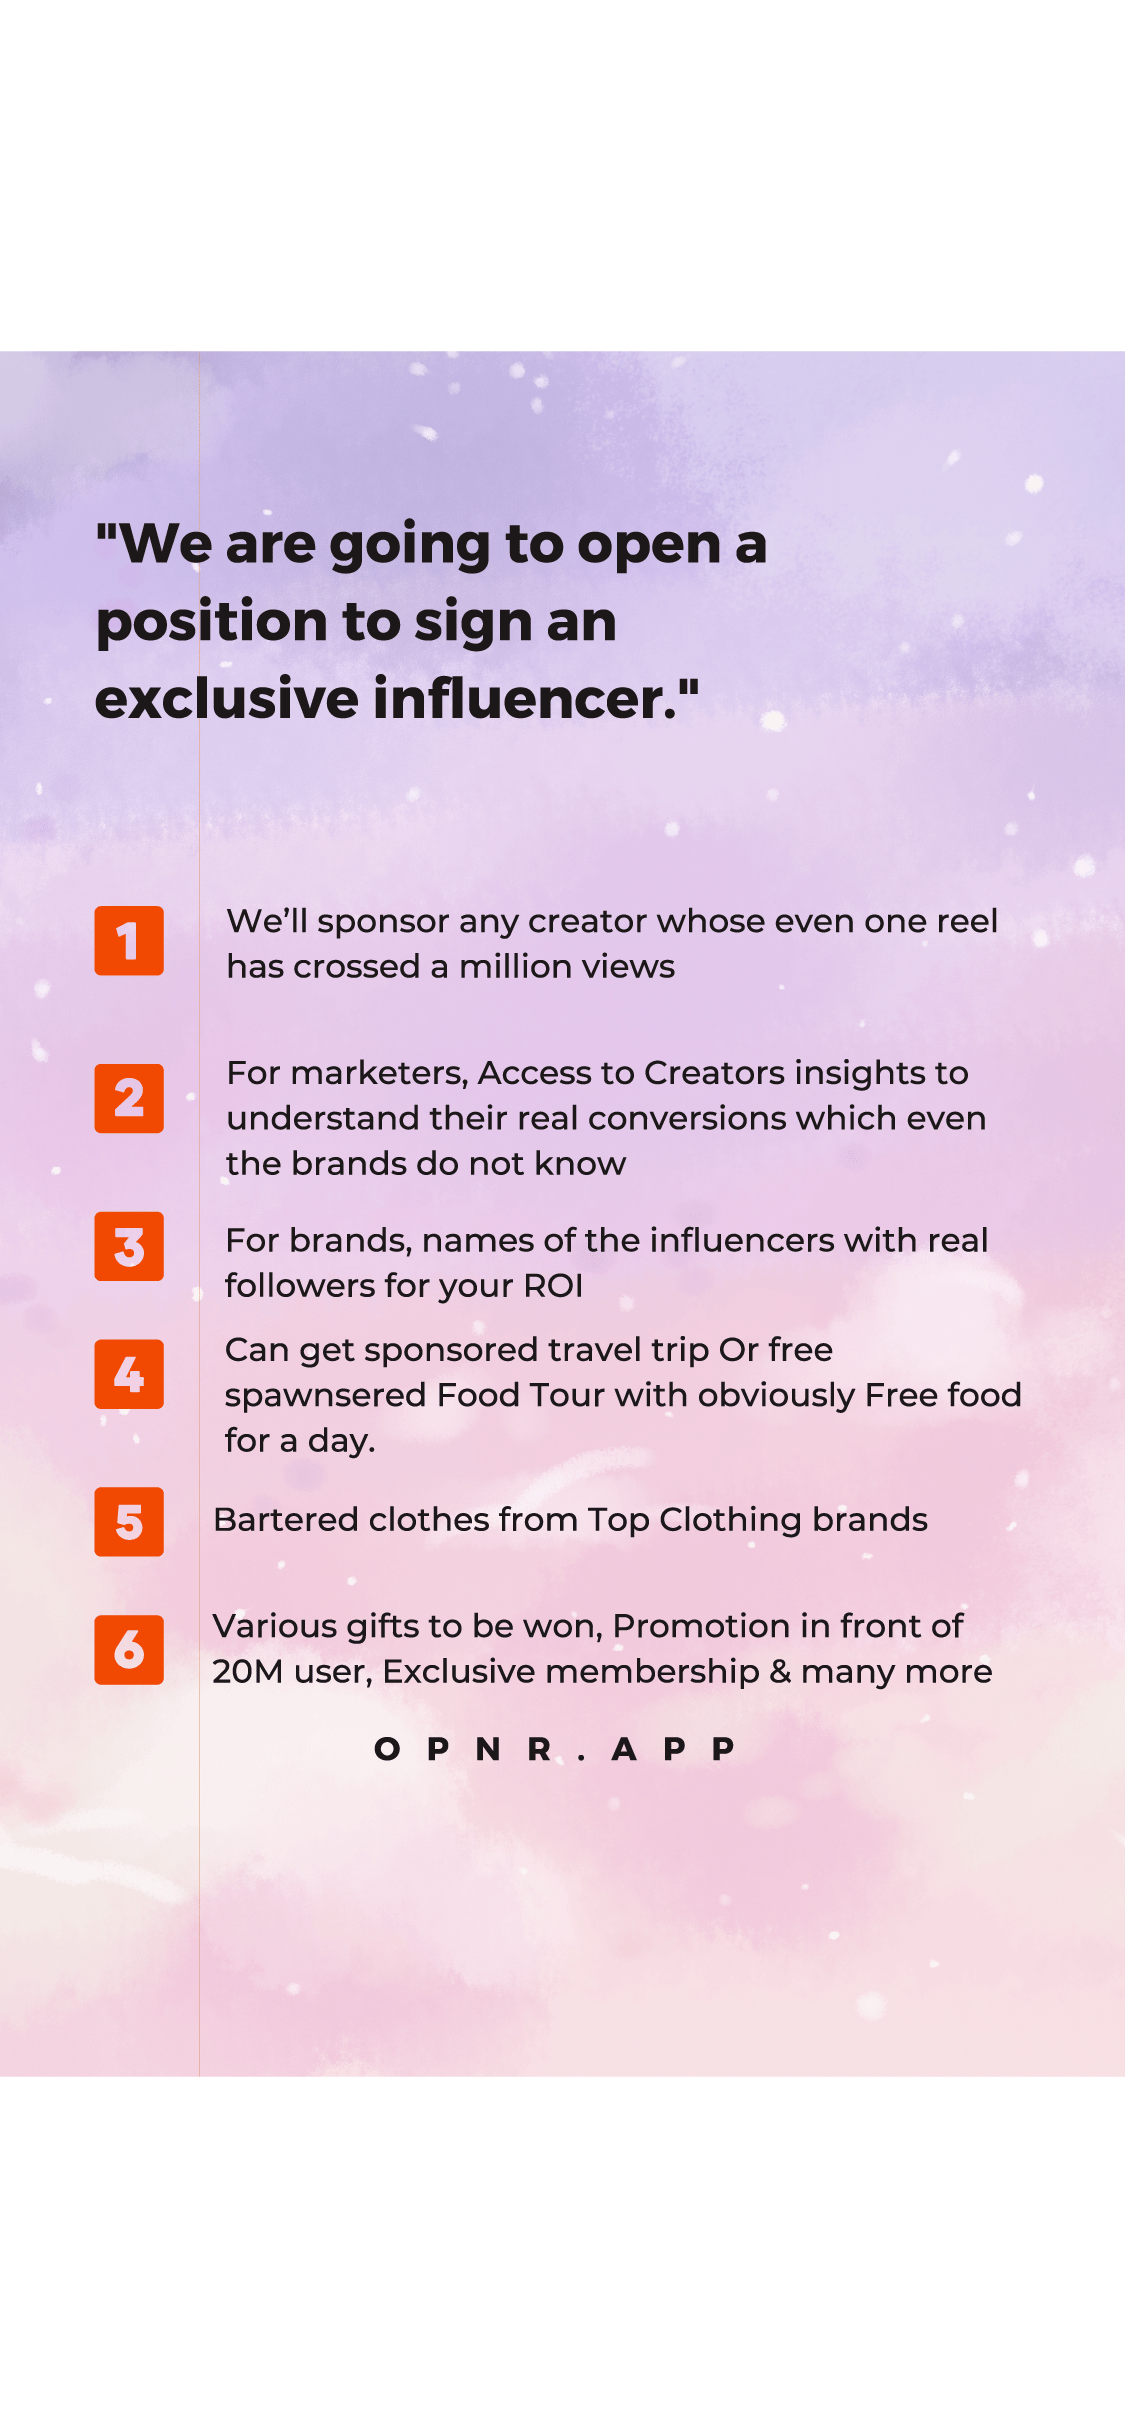 "We are going to open a
position to sign an
exclusive influencer."
1
We’ll sponsor any creator whose even one reel
has crossed a million views
2
For marketers, Access to Creators insights to
understand their real conversions which even
the brands do not know
3
For brands, names of the influencers with real
followers for your ROI
4
Can get sponsored travel trip Or free
spawnsered Food Tour with obviously Free food
for a day.
5
Bartered clothes from Top Clothing brands
6
Various gifts to be won, Promotion in front of
20M user, Exclusive membership & many more
OPNR.APP